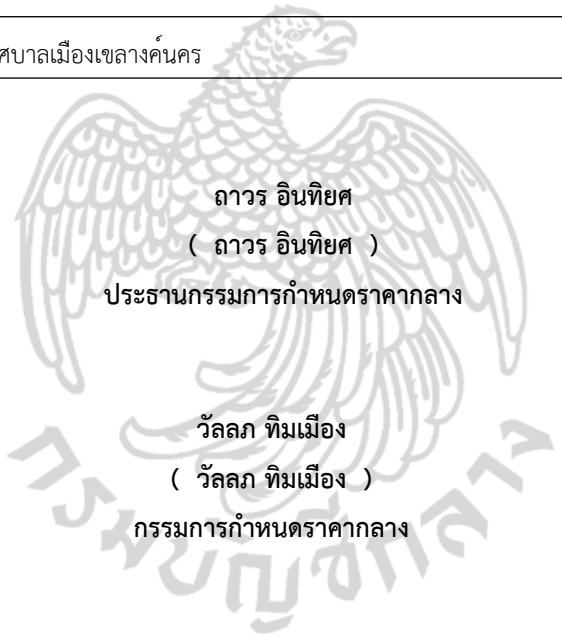 ศบาลเมืองเขลางค์นคร
ถาวร อินทิยศ
( ถาวร อินทิยศ )
ประธานกรรมการกำหนดราคากลาง
วัลลภ ทิมเมือง
( วัลลภ ทิมเมือง )
กรรมการกำหนดราคากลาง
กรมบัญชีกลาง